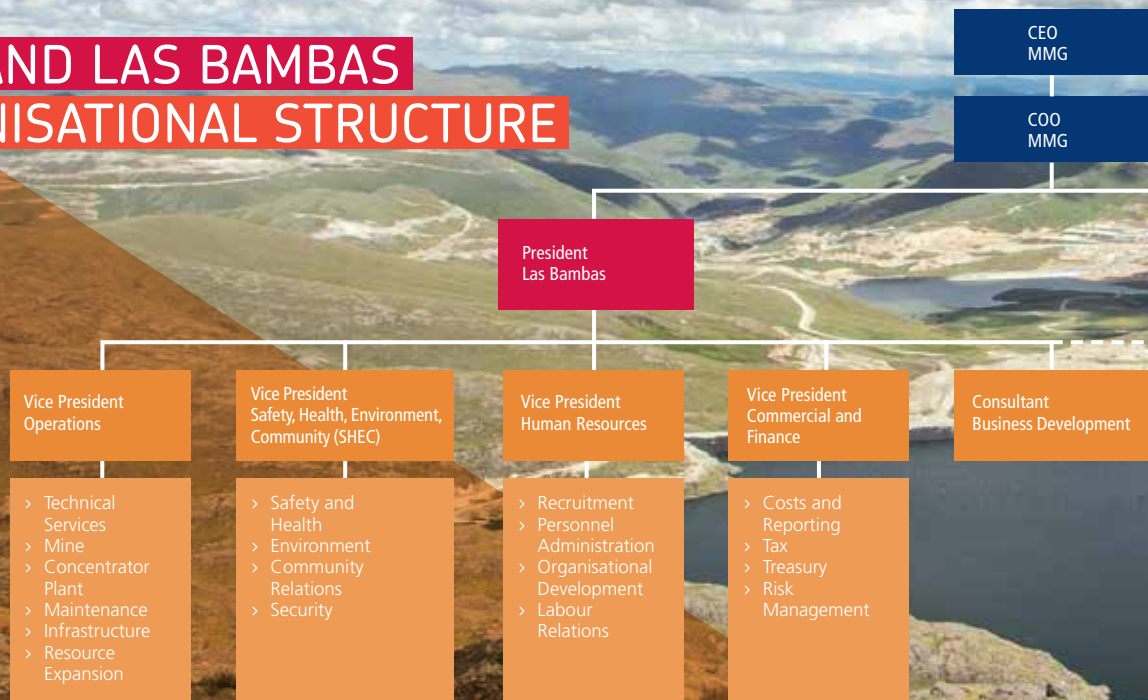 AND LAS BAMBAS
NISATIONAL STRUCTURE
CEO
MMG
COO
MMG
President
Las Bambas
Vice President
Operations
Vice President
Safety, Health, Environment,
Community (SHEC)
Vice President
Human Resources
Vice President
Commercial and
Finance
Consultant
Business Development
› Technical
Services
› Mine
› Concentrator
Plant
› Maintenance
› Infrastructure
› Resource
Expansion
› Safety and
Health
› Environment
› Community
Relations
› Security
› Recruitment
› Personnel
Administration
› Organisational
Development
› Labour
Relations
› Costs and
Reporting
› Tax
› Treasury
› Risk
Management